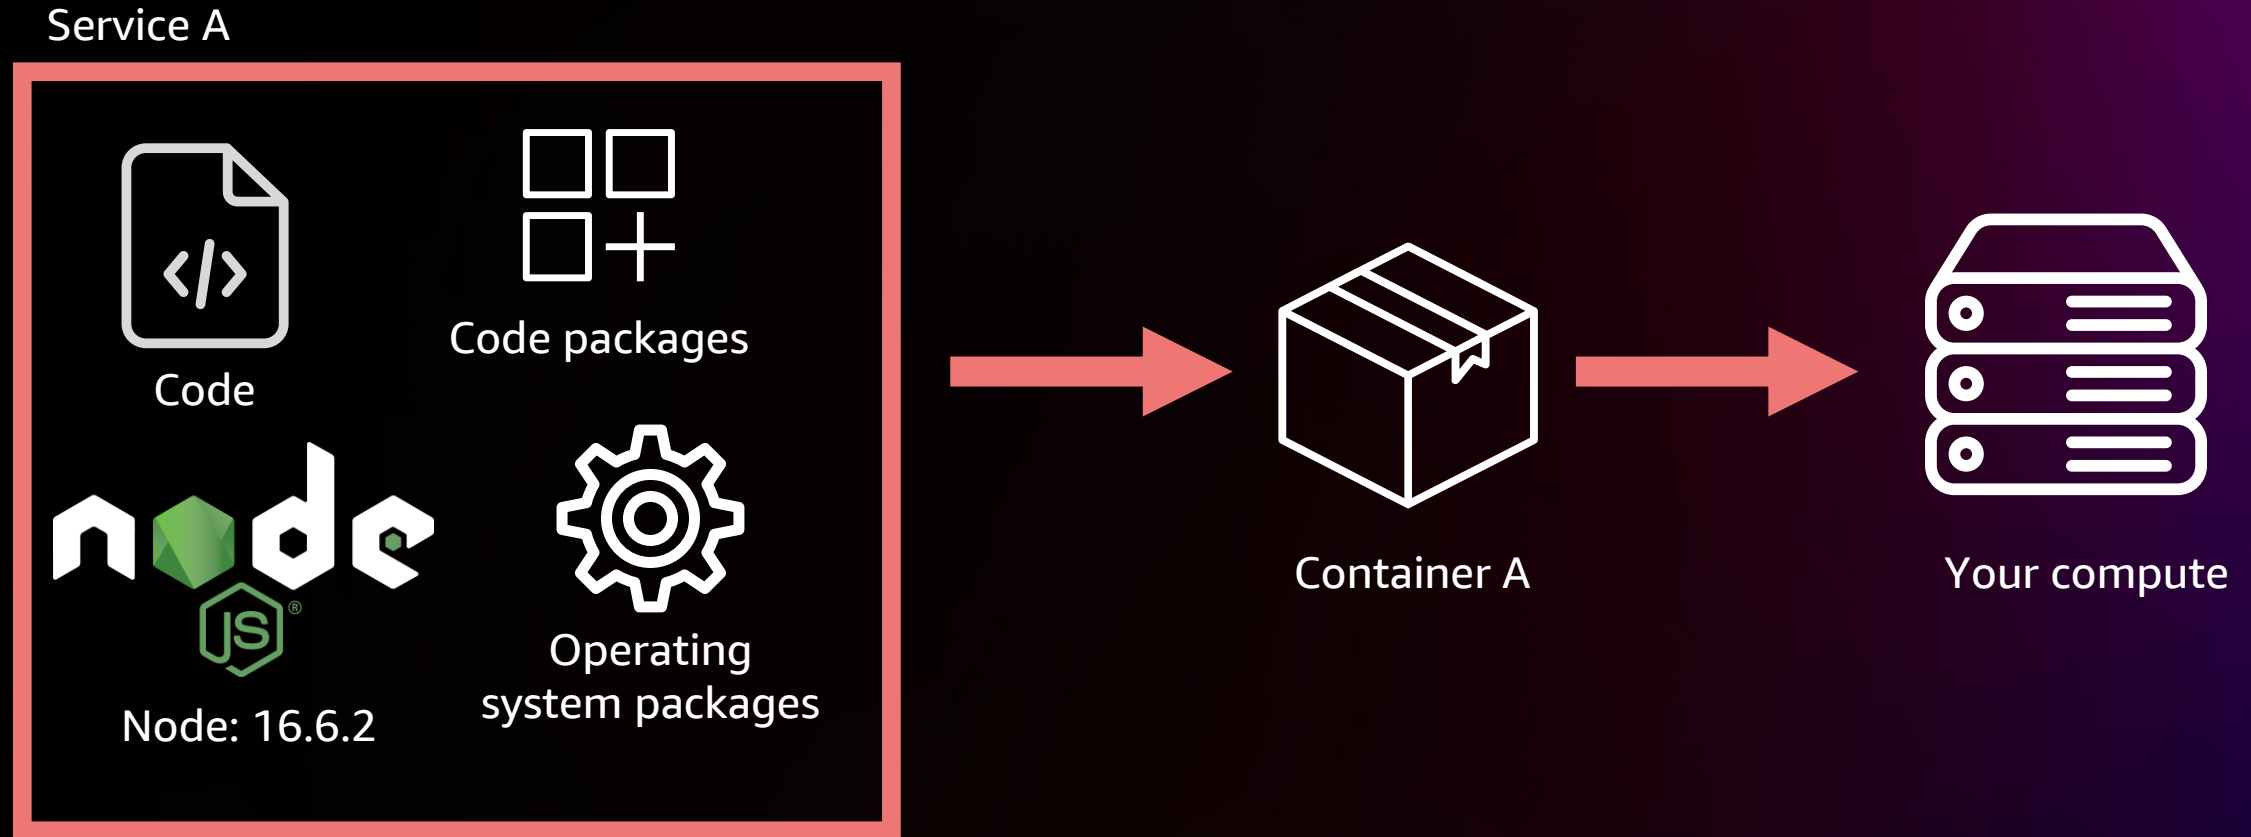 Service A
</>
Code
Code packages
node
JS®
Node: 16.6.2
Operating
system packages
Container A
Your compute